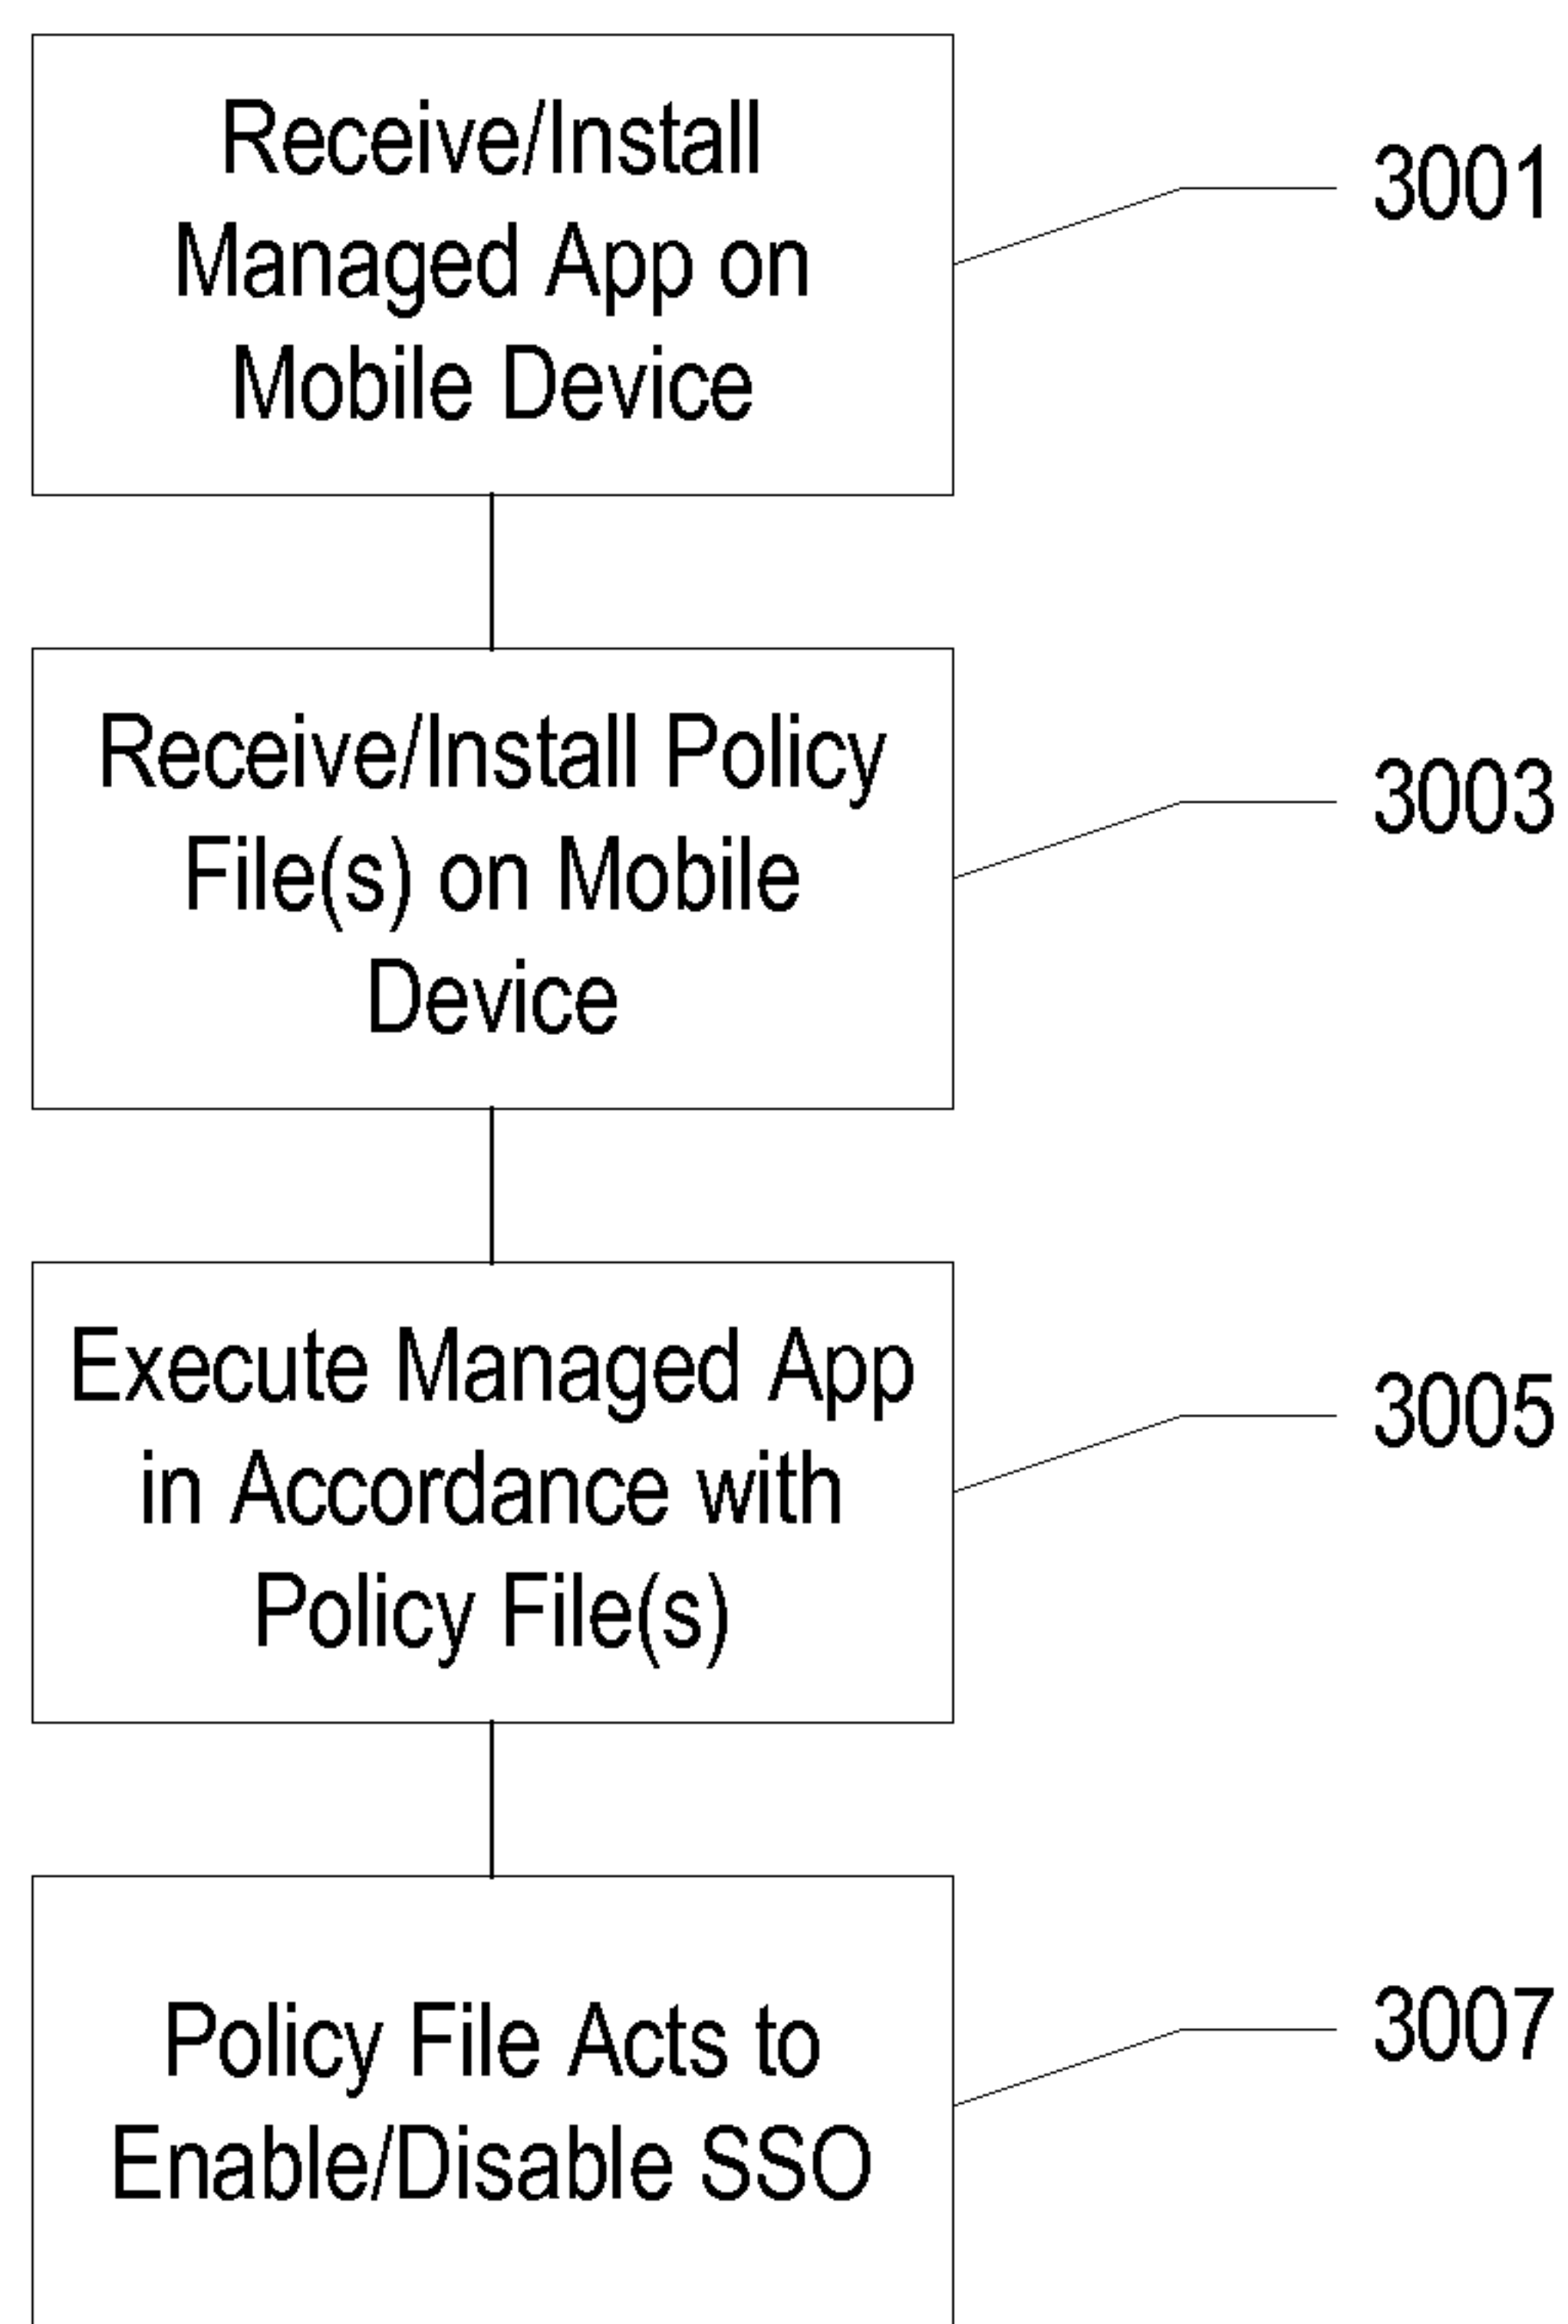 Receive/Install
Managed App on
Mobile Device
3001
Receive/Install Policy
File(s) on Mobile
Device
3003
Execute Managed App
in Accordance with
Policy File(s)
3005
Policy File Acts to
Enable/Disable SSO
3007